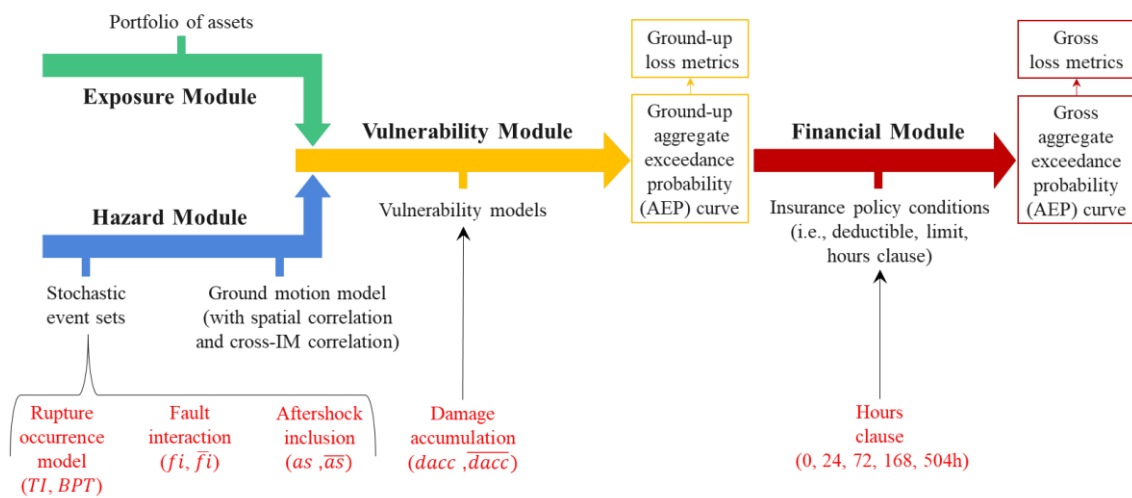 Portfolio of assets
Exposure Module
Hazard Module
Stochastic
event sets
Ground motion model
(with spatial correlation
and cross-IM correlation)
Rupture
occurrence
model
(TI, BPT)
Fault
interaction
(fi, f̅i̅)
Aftershock
inclusion
(as ,a̅s̅)
Vulnerability Module
Vulnerability models
Damage
accumulation
(dacc ,d̅a̅c̅c̅)
Ground-up
loss metrics
Ground-up
aggregate
exceedance
probability
(AEP) curve
Financial Module
Insurance policy conditions
(i.e., deductible, limit,
hours clause)
Hours
clause
(0, 24, 72, 168, 504h)
Gross
loss metrics
Gross
aggregate
exceedance
probability
(AEP) curve